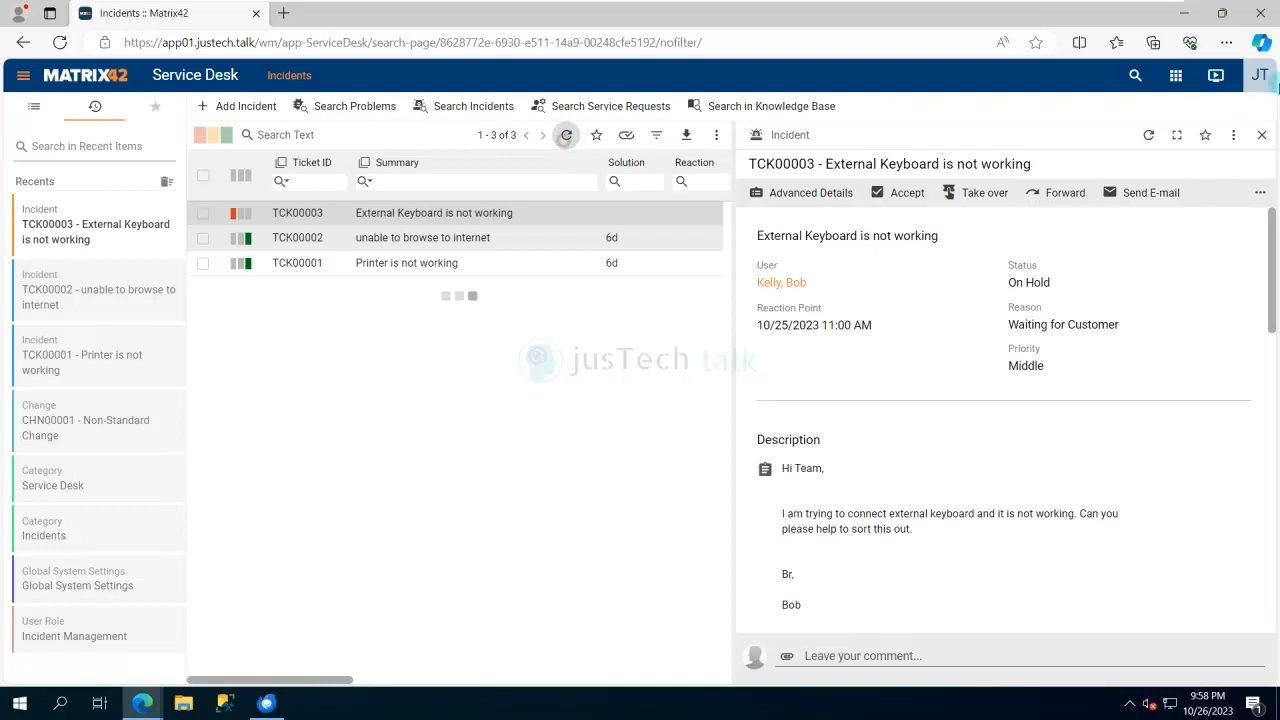 Incidents :: Matrix42
https://app01.justech.talk/wm/app-ServiceDesk/search-page/8628772e-6930-e511-14a9-00248cfe5192/nofilter/
MATRIX42
Service Desk
Incidents
JT
Add Incident
Search Problems
Search Incidents
Search Service Requests
Search in Knowledge Base
Search in Recent Items
Recents
Incident
TCK00003 - External Keyboard
is not working
Incident
TCK00002 - unable to browse to
internet
Incident
TCK00001 - Printer is not
working
Change
CHN00001 - Non-Standard
Change
Category
Service Desk
Category
Incidents
Global System Settings
Global System Settings
User Role
Incident Management
Search Text
1 - 3 of 3
Ticket ID Summary Solution Reaction
TCK00003 External Keyboard is not working
TCK00002 unable to browse to internet 6d
TCK00001 Printer is not working 6d
jusTech talk
Incident
TCK00003 - External Keyboard is not working
Advanced Details
Accept
Take over
Forward
Send E-mail
External Keyboard is not working
User
Kelly, Bob
Status
On Hold
Reaction Point
10/25/2023 11:00 AM
Reason
Waiting for Customer
Priority
Middle
Description
Hi Team,
I am trying to connect external keyboard and it is not working. Can you
please help to sort this out.
Br,
Bob
Leave your comment...
9:58 PM
10/26/2023
1